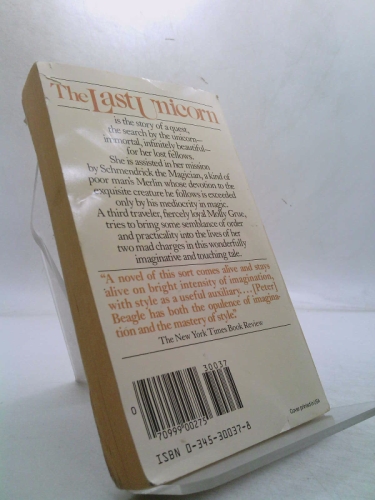 The Last Unicorn
is the story of a quest,
the search by the unicorn—
immortal, infinitely beautiful—
for her lost fellows.
She is assisted in her mission
by Schmendrick the Magician, a kind of
poor man's Merlin whose devotion to the
exquisite creature he follows is exceeded
only by his mediocrity in magic.
A third traveler, fiercely loyal Molly Grue,
tries to bring some semblance of order
and practicality into the lives of her
two mad charges in this wonderfully
imaginative and touching tale.
"A novel of this sort comes alive and stays
alive on bright intensity of imagination,
with style as a useful auxiliary.... [Peter]
Beagle has both the opulence of imagina-
tion and the mastery of style."
The New York Times Book Review
30037
0
70999 00275
ISBN 0-345-30037-8
Cover printed in USA